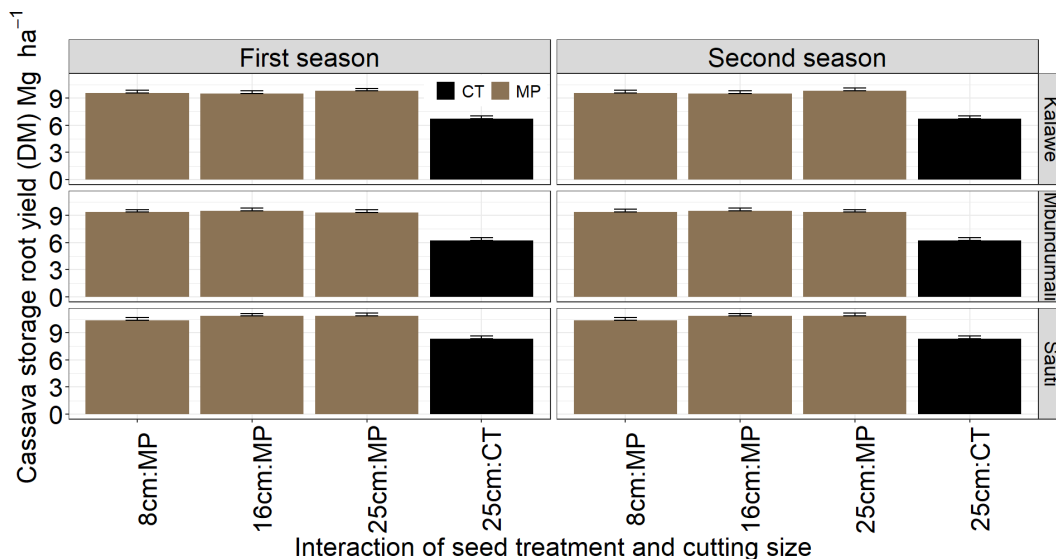 Cassava storage root yield (DM) Mg ha⁻¹
First season
Second season
CT MP
9
6
3
0
Kalawe
9
6
3
0
Mbundumali
9
6
3
0
Sauti
8cm:MP
16cm:MP
25cm:MP
25cm:CT
8cm:MP
16cm:MP
25cm:MP
25cm:CT
Interaction of seed treatment and cutting size